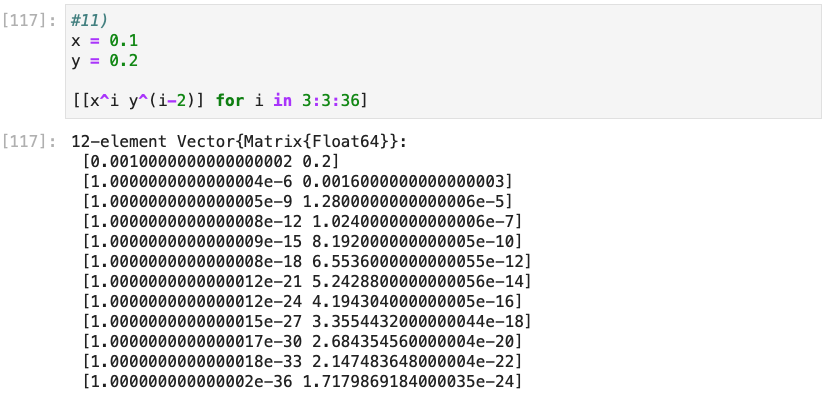 [117]: #11)
x = 0.1
y = 0.2
[[x^i y^(i-2)] for i in 3:3:36]
[117]: 12-element Vector{Matrix{Float64}}:
[0.0010000000000000002 0.2]
[1.0000000000000004e-6 0.0016000000000000003]
[1.0000000000000005e-9 1.2800000000000006e-5]
[1.0000000000000008e-12 1.0240000000000006e-7]
[1.0000000000000009e-15 8.192000000000005e-10]
[1.0000000000000008e-18 6.5536000000000055e-12]
[1.0000000000000012e-21 5.2428800000000056e-14]
[1.0000000000000012e-24 4.194304000000005e-16]
[1.0000000000000015e-27 3.3554432000000044e-18]
[1.0000000000000017e-30 2.684354560000004e-20]
[1.0000000000000018e-33 2.147483648000004e-22]
[1.000000000000002e-36 1.7179869184000035e-24]